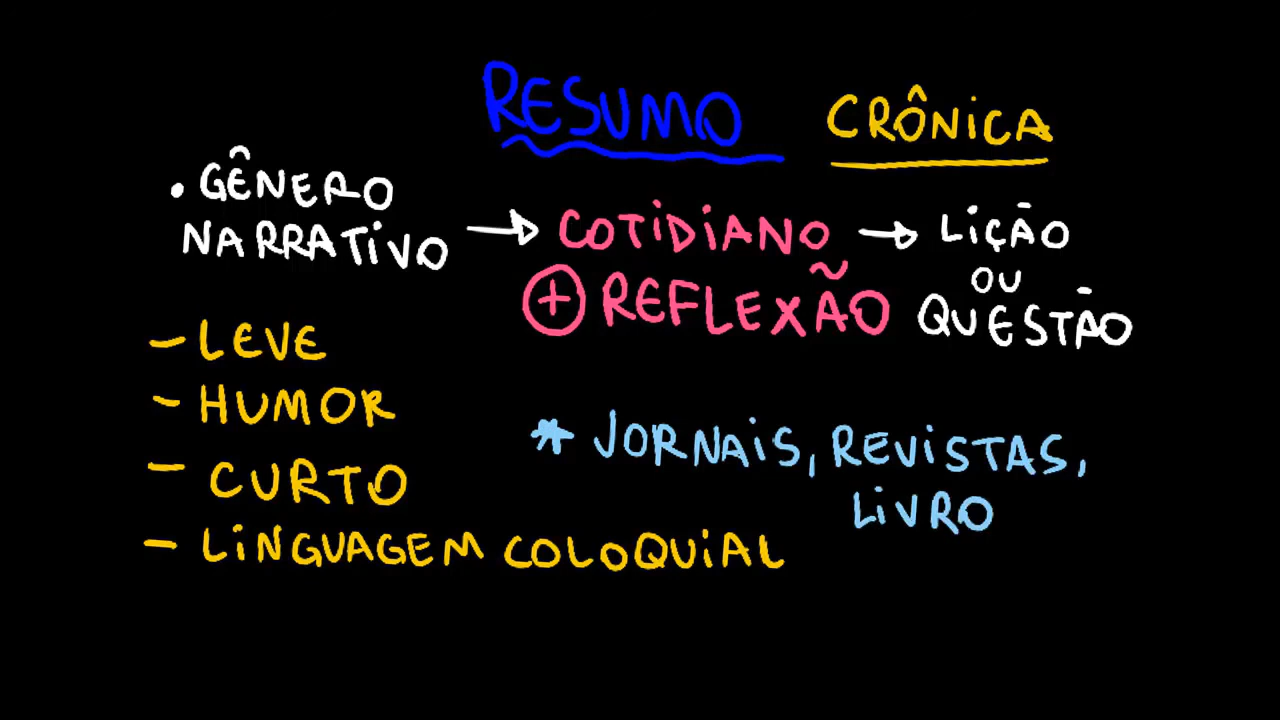 RESUMO CRÔNICA
• GÊNERO
NARRATIVO → COTIDIANO → LIÇÃO
OU
+ REFLEXÃO QUESTÃO
- LEVE
- HUMOR
- CURTO
- LINGUAGEM COLOQUIAL
* JORNAIS, REVISTAS,
LIVRO